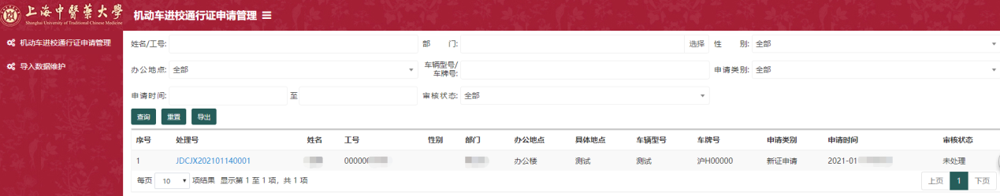 上海中醫藥大學
Shanghai University of Traditional Chinese Medicine
机动车进校通行证申请管理
机动车进校通行证申请管理
导入数据维护
姓名/工号: 部 门: 选择 性 别: 全部
办公地点: 全部 车辆型号/车牌号: 申请类别: 全部
申请时间: 至 审核状态: 全部
查询 重置 导出
序号 处理号 姓名 工号 性别 部门 办公地点 具体地点 车辆型号 车牌号 申请类别 申请时间 审核状态
1 JDCJX202101140001 00000 办公楼 测试 测试 沪H00000 新证申请 2021-01 未处理
每页 10 项结果 显示第 1 至 1 项，共 1 项 上页 1 下页